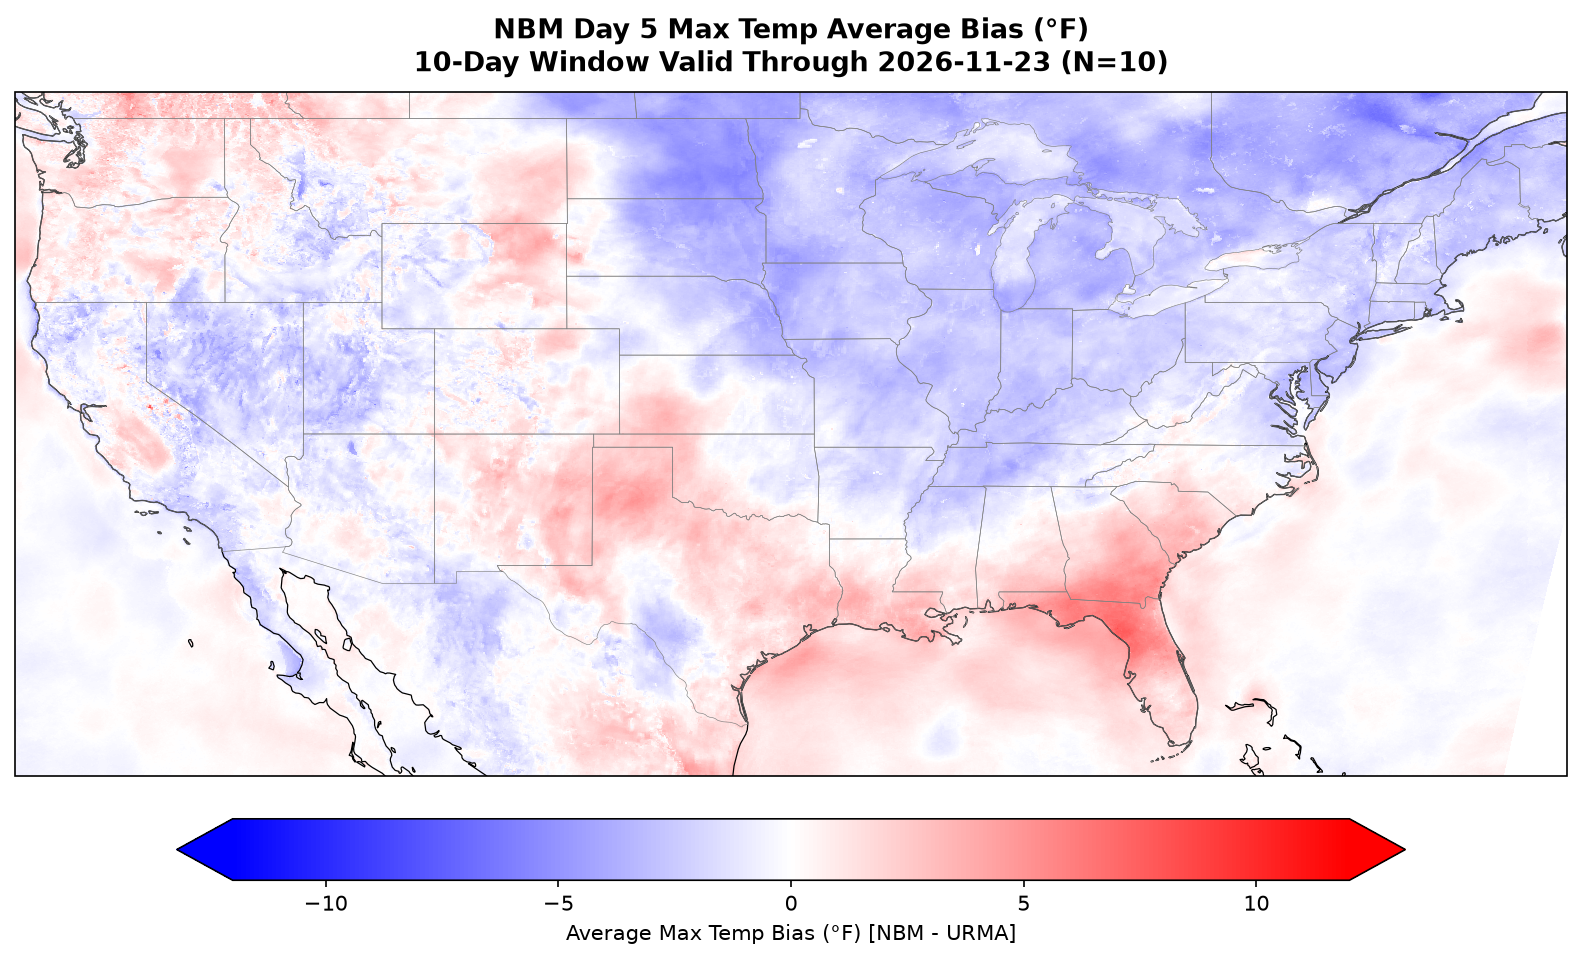 NBM Day 5 Max Temp Average Bias (°F)
10-Day Window Valid Through 2026-11-23 (N=10)
−10 −5 0 5 10
Average Max Temp Bias (°F) [NBM - URMA]